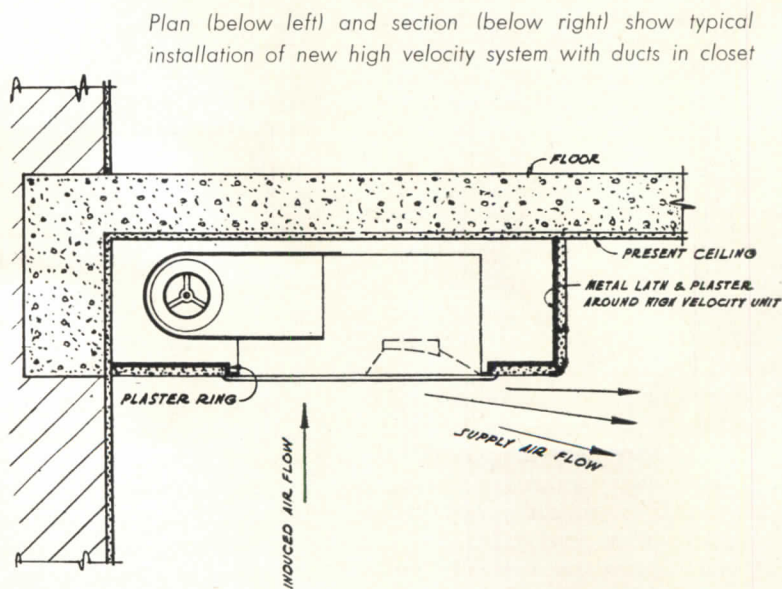 Plan (below left) and section (below right) show typical
installation of new high velocity system with ducts in closet
FLOOR
PRESENT CEILING
METAL LATH & PLASTER
AROUND HIGH VELOCITY UNIT
PLASTER RING
SUPPLY AIR FLOW
INDUCED AIR FLOW